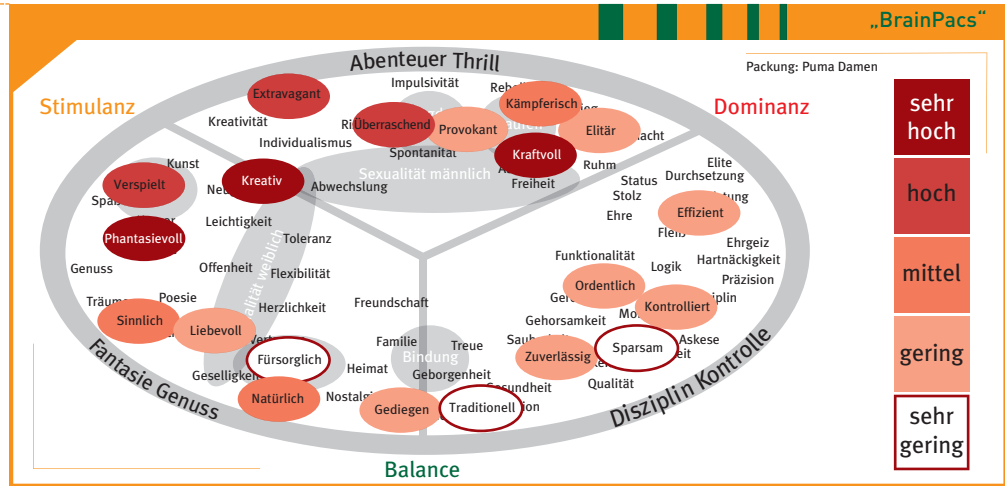 „BrainPacs“
Packung: Puma Damen
Stimulanz
Abenteuer Thrill
Dominanz
Impulsivität
Extravagant
Kreativität
Individualismus
Überraschend
Provokant
Kämpferisch
Elitär
Kraftvoll
Spontanität
Sexualität männlich
Freiheit
Ruhm
Abwechslung
Kunst
Verspielt
Kreativ
Phantasievoll
Leichtigkeit
Toleranz
Genuss
Offenheit
Flexibilität
Poesie
Herzlichkeit
Sinnlich
Liebevoll
Fürsorglich
Natürlich
Freundschaft
Familie
Treue
Bindung
Heimat
Geborgenheit
Gediegen
Traditionell
Elite
Durchsetzung
Status
Stolz
Ehre
Effizient
Ehrgeiz
Hartnäckigkeit
Präzision
Funktionalität
Logik
Ordentlich
Kontrolliert
Gehorsamkeit
Askese
Zuverlässig
Sparsam
Qualität
Fantasie Genuss
Disziplin Kontrolle
Balance
sehr
hoch
hoch
mittel
gering
sehr
gering